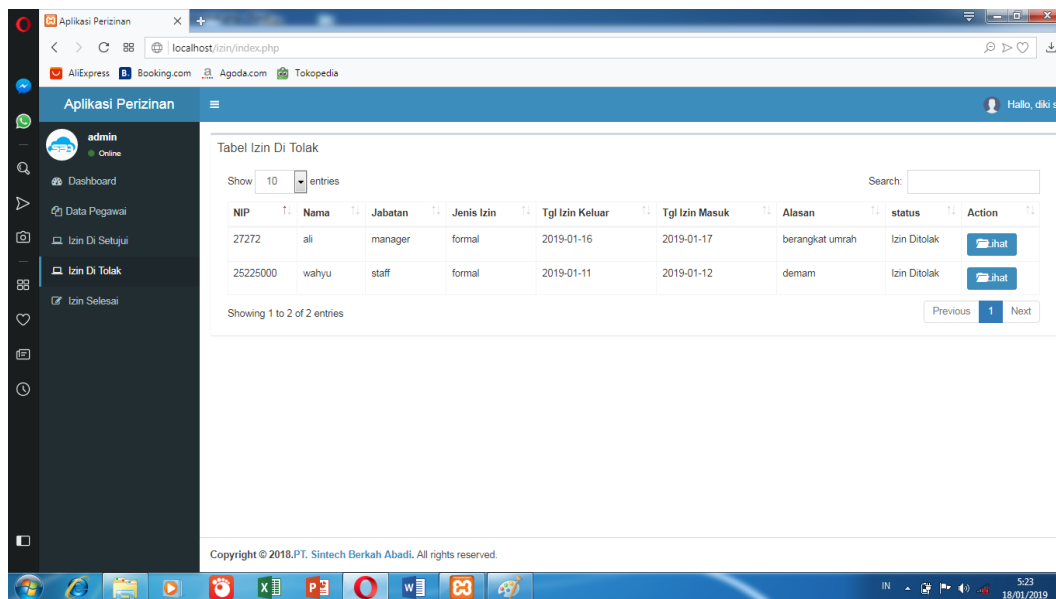 Aplikasi Perizinan
localhost/izin/index.php
AliExpress B. Booking.com a Agoda.com Tokopedia
Aplikasi Perizinan
Hallo, diki s
SBA
admin
Online
Dashboard
Data Pegawai
Izin Di Setujui
Izin Di Tolak
Izin Selesai
Tabel Izin Di Tolak
Show 10 entries
Search:
NIP Nama Jabatan Jenis Izin Tgl Izin Keluar Tgl Izin Masuk Alasan status Action
27272 ali manager formal 2019-01-16 2019-01-17 berangkat umrah Izin Ditolak Lihat
25225000 wahyu staff formal 2019-01-11 2019-01-12 demam Izin Ditolak Lihat
Showing 1 to 2 of 2 entries
Previous 1 Next
Copyright © 2018.PT. Sintech Berkah Abadi. All rights reserved.
IN
5:23
18/01/2019